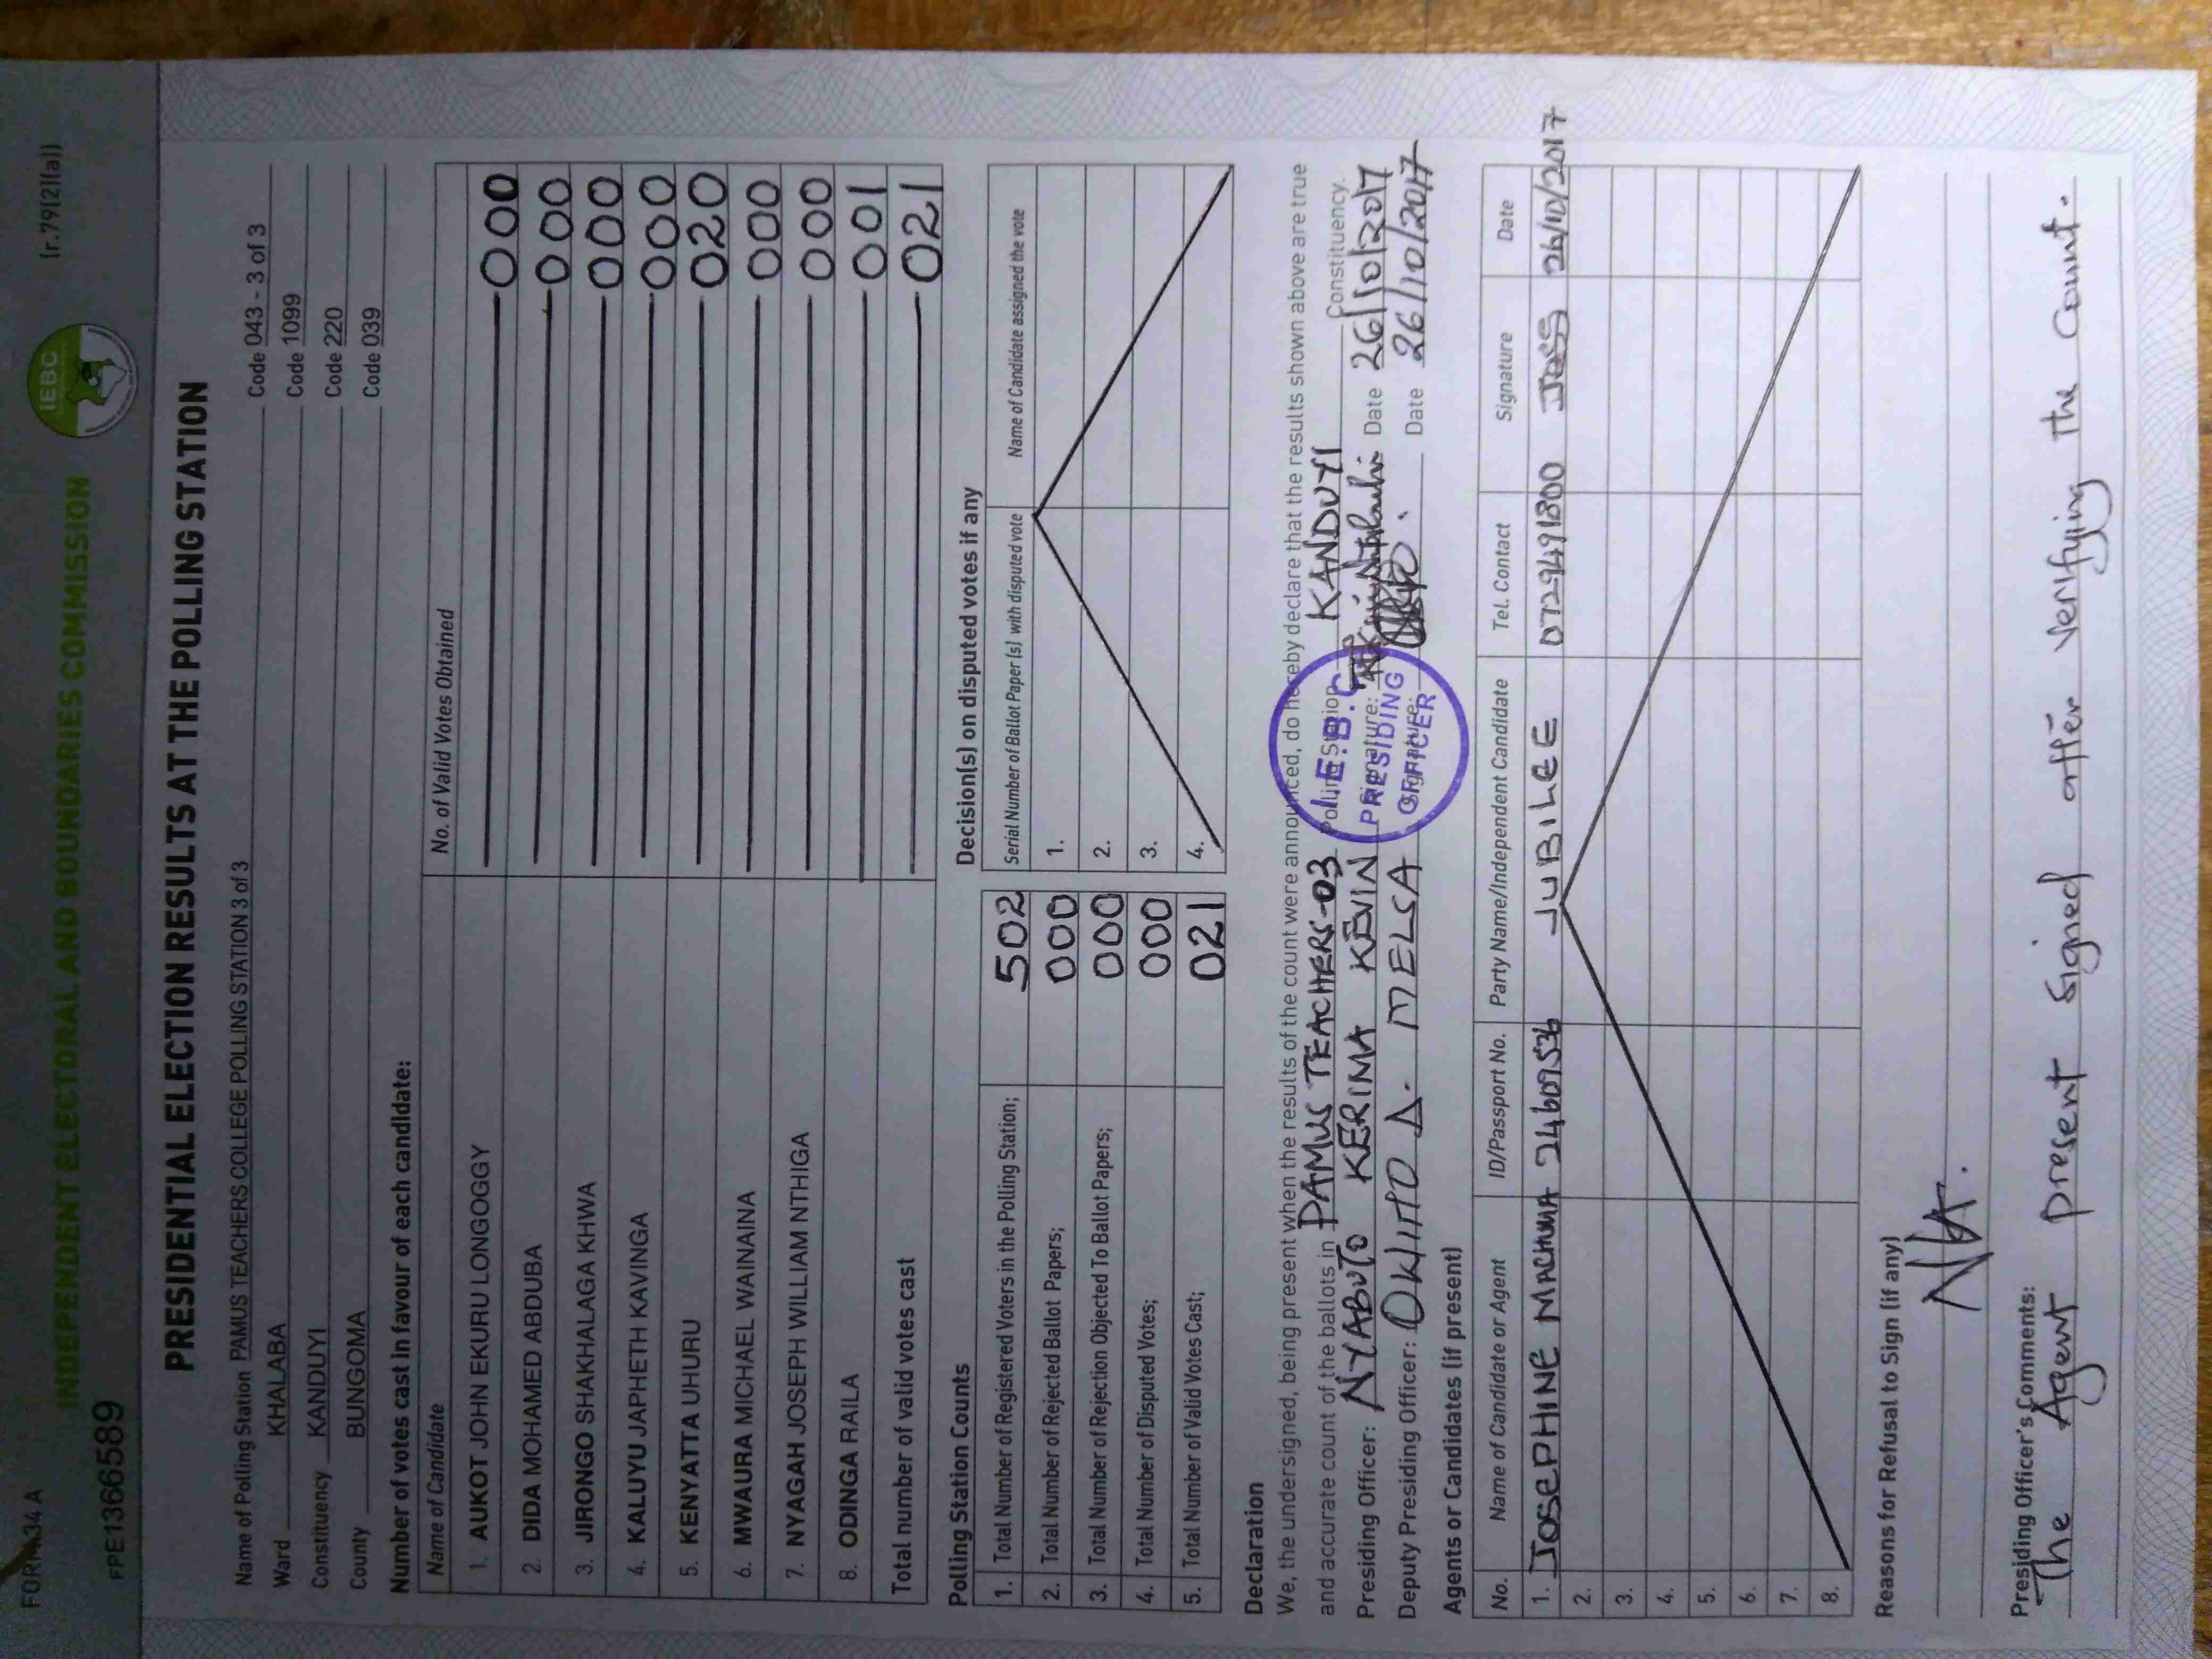 FORM 34 A
(r.79(2)(a))
INDEPENDENT ELECTORAL AND BOUNDARIES COMMISSION
IEBC
FPE1366589
PRESIDENTIAL ELECTION RESULTS AT THE POLLING STATION
Name of Polling Station PAMUS TEACHERS COLLEGE POLLING STATION 3 of 3 Code 043 - 3 of 3
Ward KHALABA Code 1099
Constituency KANDUYI Code 220
County BUNGOMA Code 039
Number of votes cast in favour of each candidate:
Name of Candidate No. of Valid Votes Obtained
1. AUKOT JOHN EKURU LONGOGGY 000
2. DIDA MOHAMED ABDUBA 000
3. JIRONGO SHAKHALAGA KHWA 000
4. KALUYU JAPHETH KAVINGA 000
5. KENYATTA UHURU 020
6. MWAURA MICHAEL WAINAINA 000
7. NYAGAH JOSEPH WILLIAM NTHIGA 000
8. ODINGA RAILA 001
Total number of valid votes cast 021
Polling Station Counts
1. Total Number of Registered Voters in the Polling Station; 502
2. Total Number of Rejected Ballot Papers; 000
3. Total Number of Rejection Objected To Ballot Papers; 000
4. Total Number of Disputed Votes; 000
5. Total Number of Valid Votes Cast; 021
Decision(s) on disputed votes if any
Serial Number of Ballot Paper (s) with disputed vote Name of Candidate assigned the vote
1.
2.
3.
4.
Declaration
We, the undersigned, being present when the results of the count were announced, do hereby declare that the results shown above are true
and accurate count of the ballots in PAMUS TEACHERS-03 Polling Station KANDUYI Constituency.
Presiding Officer: NYABUTO KERIMA KEVIN Signature: Date 26/10/2017
Deputy Presiding Officer: A. MELSA Signature: Date 26/10/2017
I.E.B.C
PRESIDING
OFFICER
Agents or Candidates (if present)
No. Name of Candidate or Agent ID/Passport No. Party Name/Independent Candidate Tel. Contact Signature Date
1. JOSEPHINE MACHUMA 24609536 JUBILEE 0729491800 26/10/2017
2.
3.
4.
5.
6.
7.
8.
Reasons for Refusal to Sign (if any)
N/A.
Presiding Officer's Comments:
The Agent present signed after verifying the count.